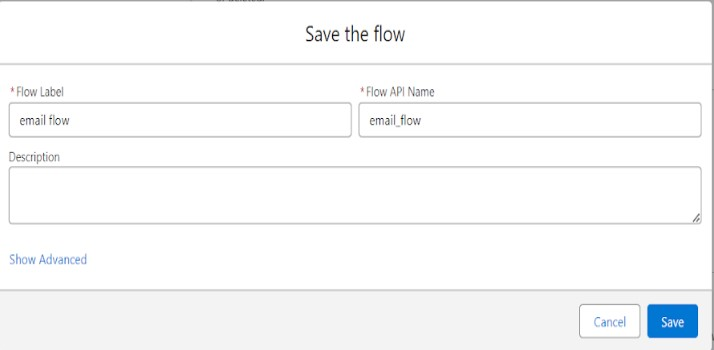 Save the flow
*Flow Label
*Flow API Name
email flow
email_flow
Description
Show Advanced
Cancel
Save